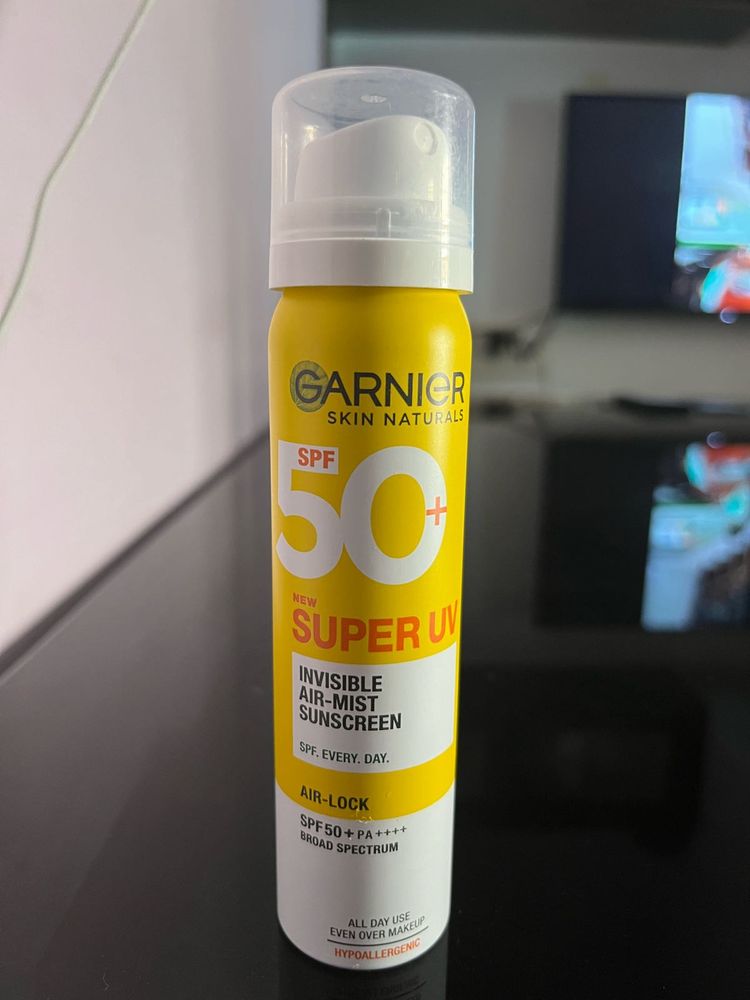 GARNIER
SKIN NATURALS
SPF
50+
NEW
SUPER UV
INVISIBLE
AIR-MIST
SUNSCREEN
SPF. EVERY. DAY.
AIR-LOCK
SPF50+ PA++++
BROAD SPECTRUM
ALL DAY USE
EVEN OVER MAKEUP
HYPOALLERGENIC